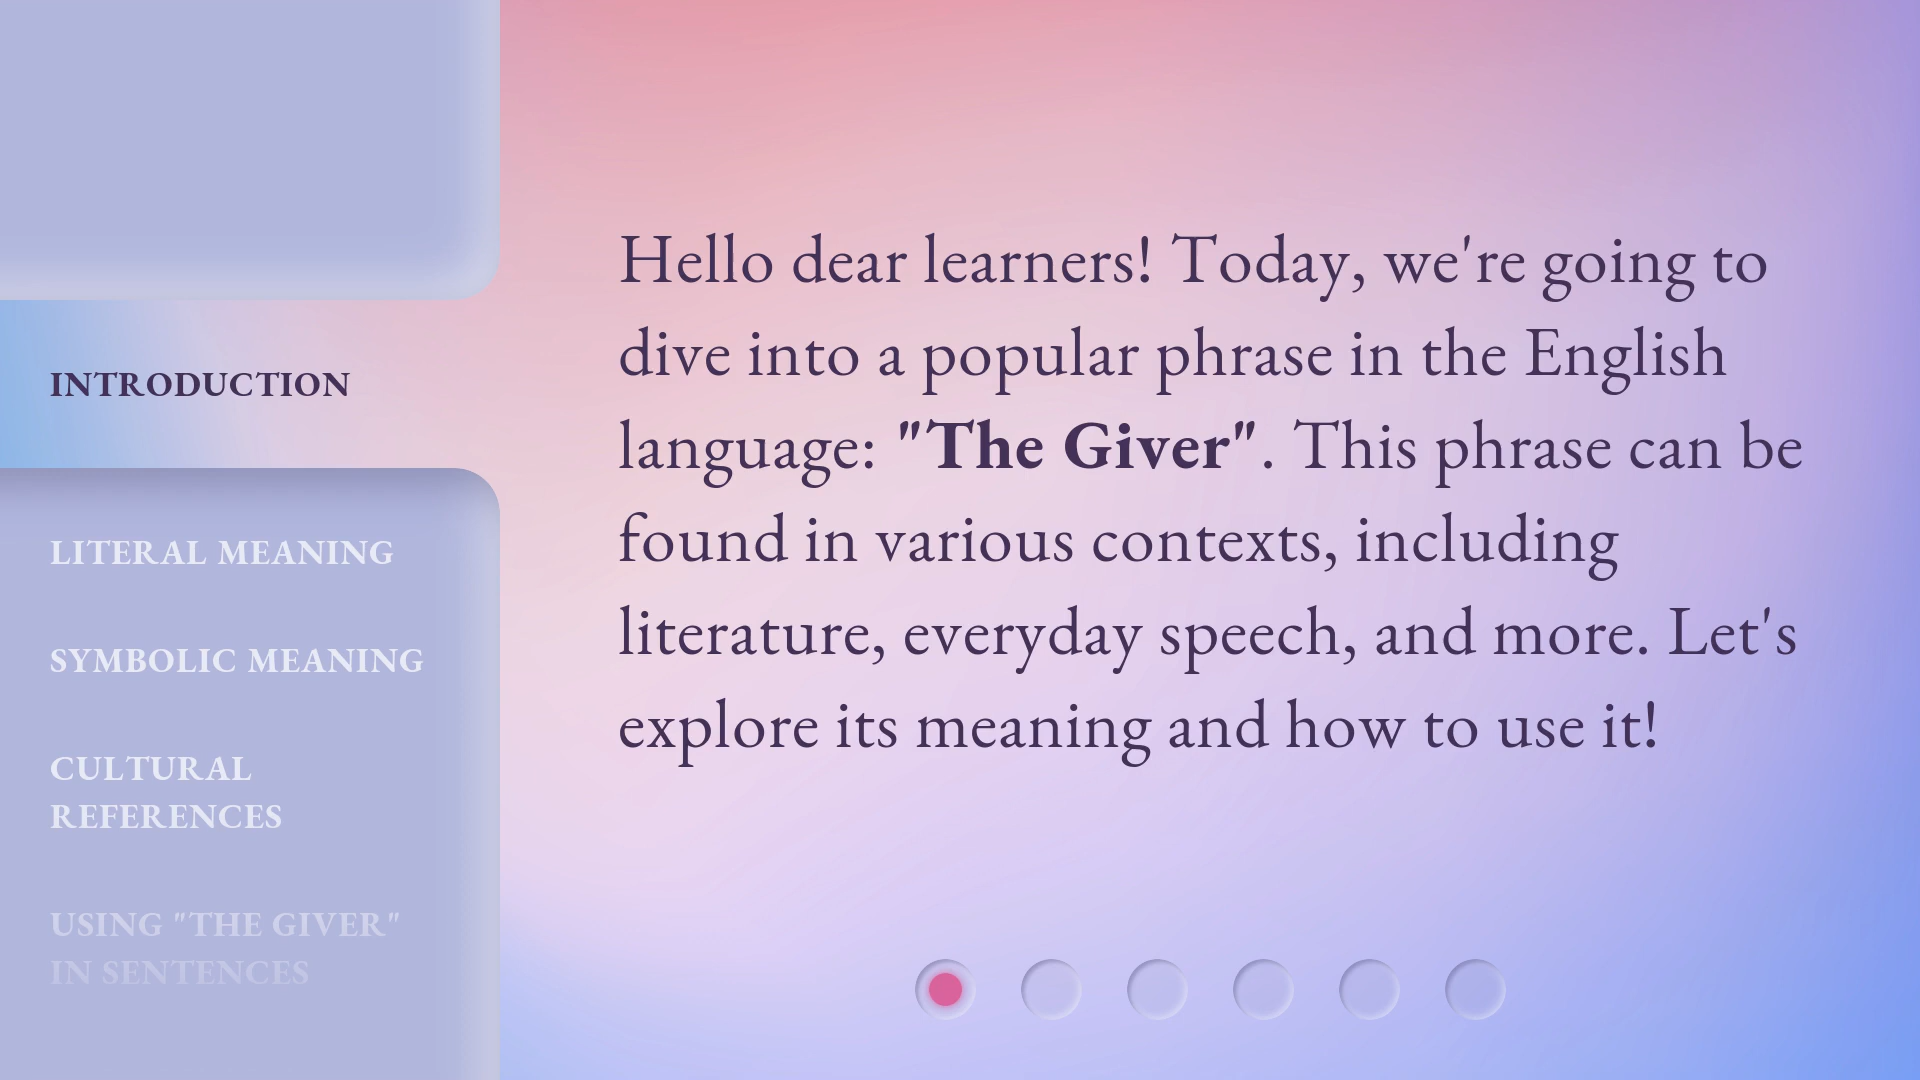 INTRODUCTION
LITERAL MEANING
SYMBOLIC MEANING
CULTURAL
REFERENCES
USING "THE GIVER"
IN SENTENCES
Hello dear learners! Today, we're going to
dive into a popular phrase in the English
language: "The Giver". This phrase can be
found in various contexts, including
literature, everyday speech, and more. Let's
explore its meaning and how to use it!